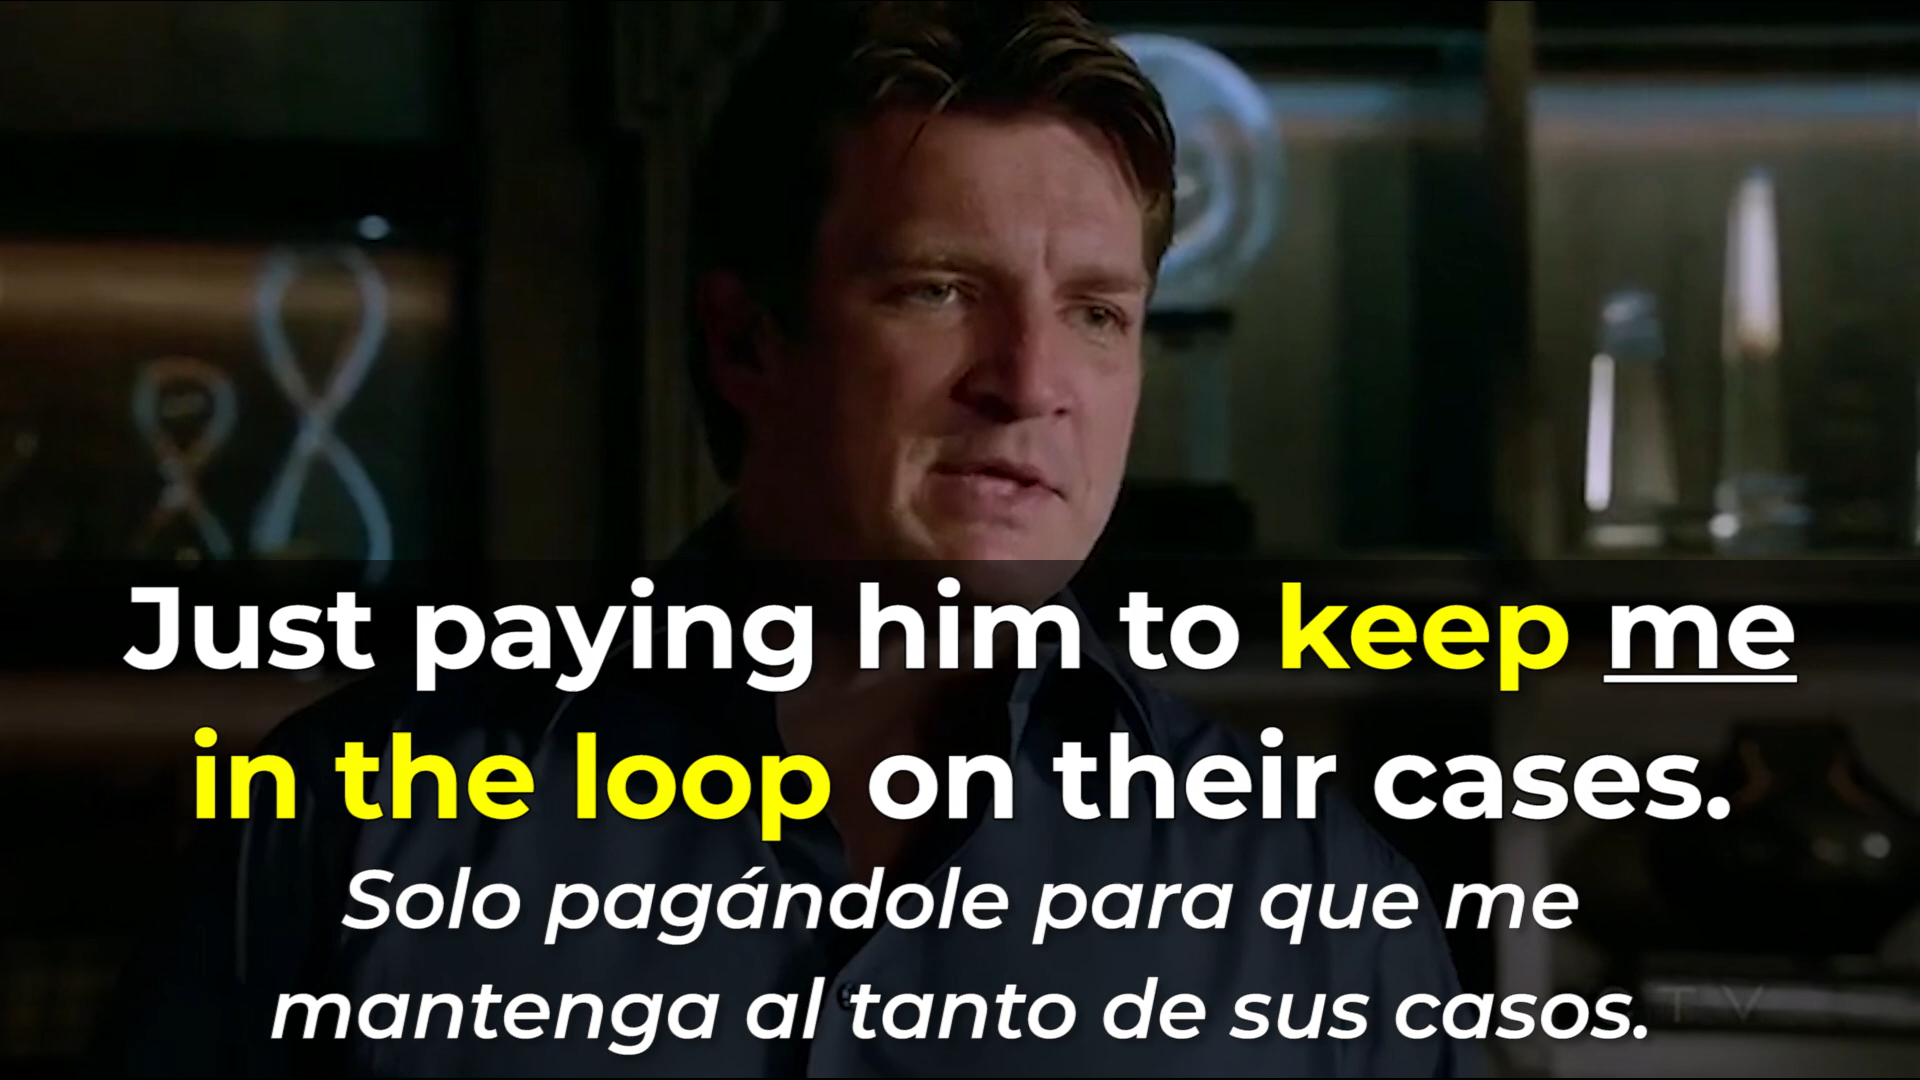 Just paying him to keep me
in the loop on their cases.
Solo pagándole para que me
mantenga al tanto de sus casos.
TV